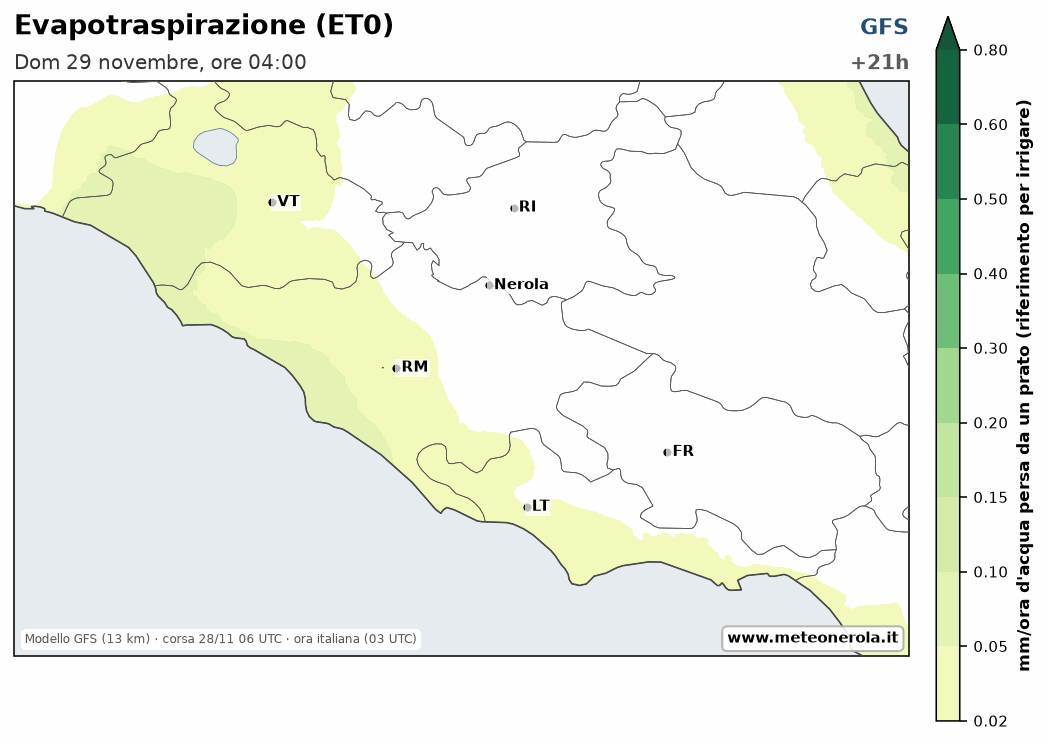 Evapotraspirazione (ET0)
GFS
Dom 29 novembre, ore 04:00
+21h
VT
RI
Nerola
RM
FR
LT
Modello GFS (13 km) · corsa 28/11 06 UTC · ora italiana (03 UTC)
www.meteonerola.it
0.80
0.60
0.50
0.40
0.30
0.20
0.15
0.10
0.05
0.02
mm/ora d'acqua persa da un prato (riferimento per irrigare)